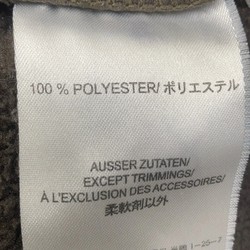 100 % POLYESTER/ ポリエステル
AUSSER ZUTATEN/
EXCEPT TRIMMINGS/
À L'EXCLUSION DES ACCESSOIRES/
柔軟剤以外